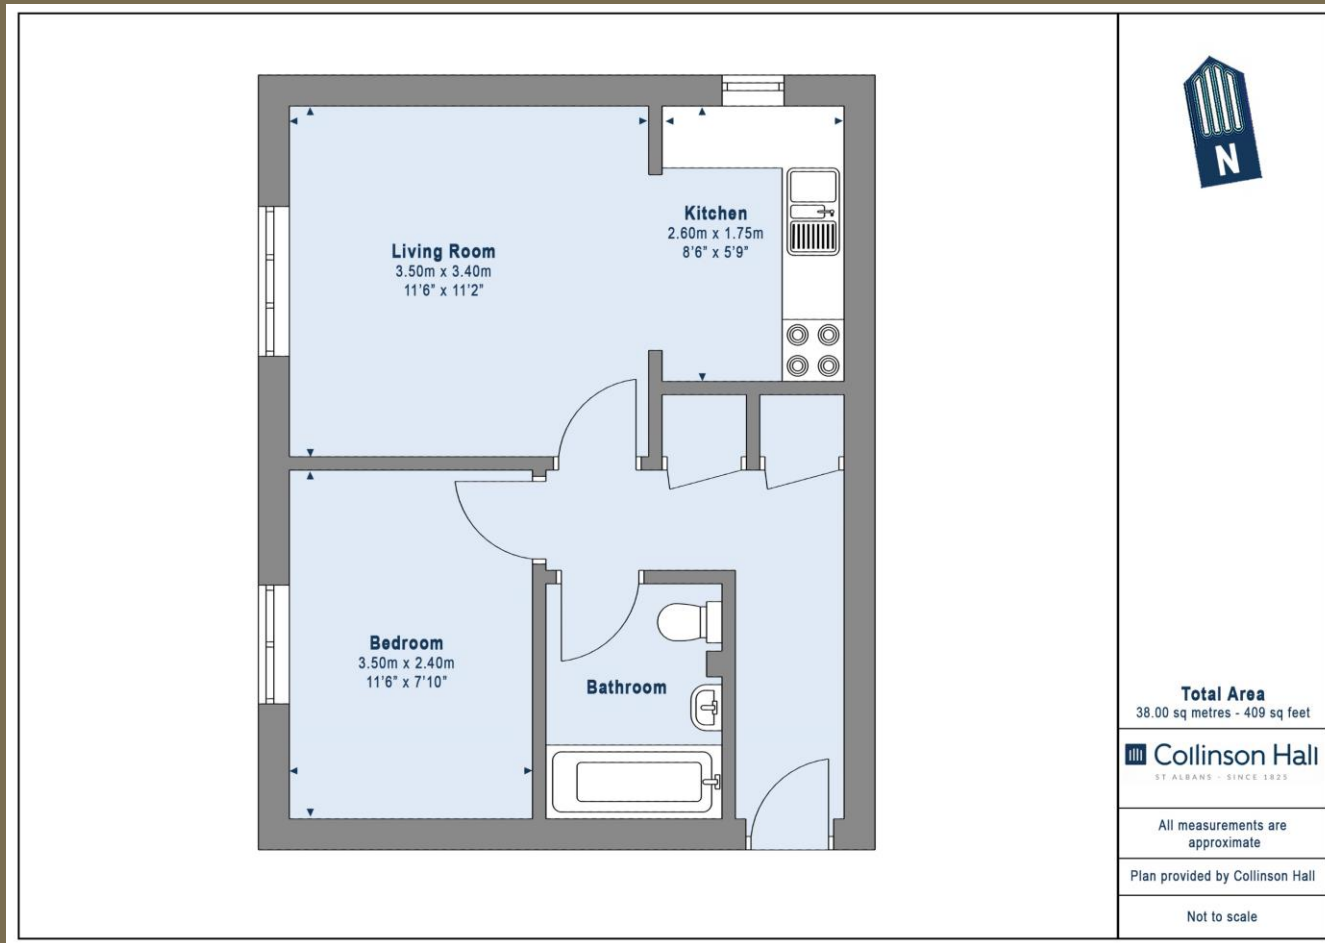 N
Living Room
3.50m x 3.40m
11'6" x 11'2"
Kitchen
2.60m x 1.75m
8'6" x 5'9"
Bedroom
3.50m x 2.40m
11'6" x 7'10"
Bathroom
Total Area
38.00 sq metres - 409 sq feet
Collinson Hall
ST ALBANS - SINCE 1825
All measurements are
approximate
Plan provided by Collinson Hall
Not to scale